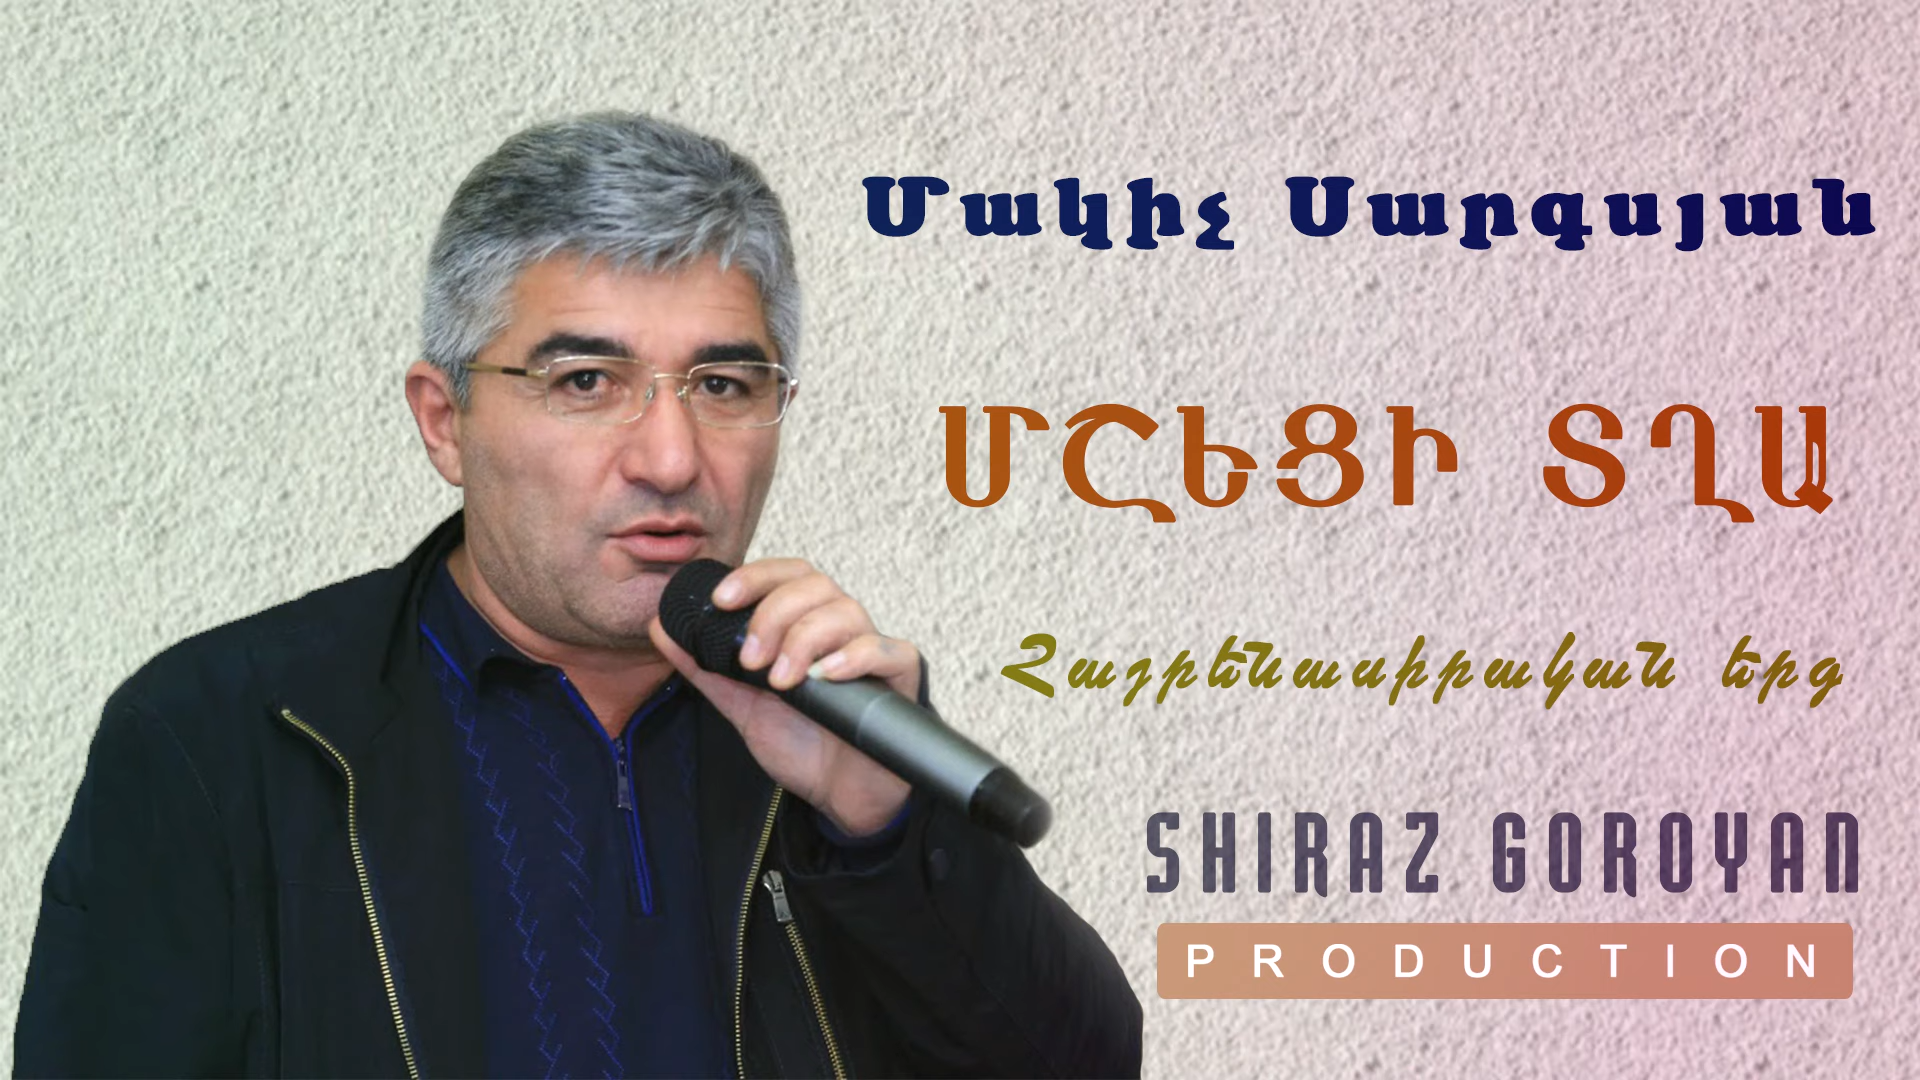 Մակիչ Սարգսյան
ՄՇԵՑԻ ՏՂԱ
Հայրենասիրական երգ
SHIRAZ GOROYAN
PRODUCTION